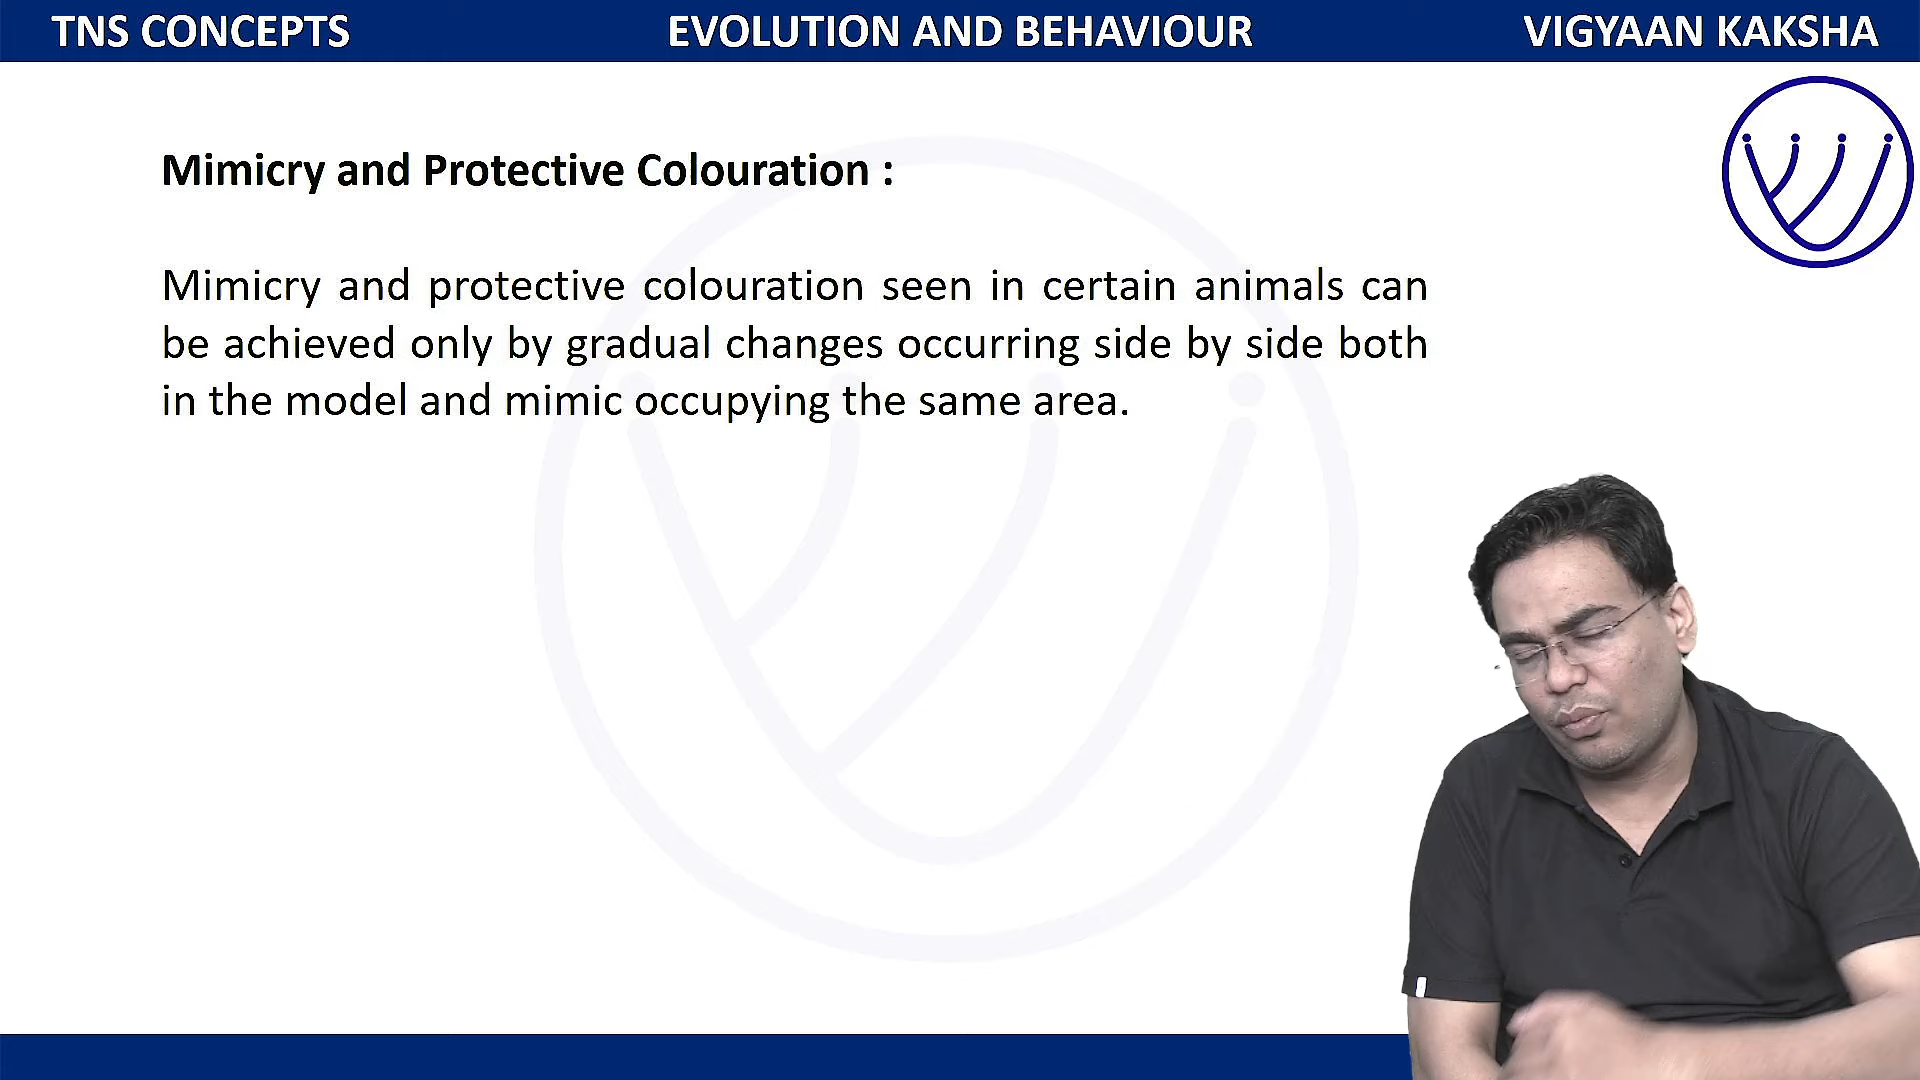 TNS CONCEPTS
EVOLUTION AND BEHAVIOUR
VIGYAAN KAKSHA
Mimicry and Protective Colouration :
Mimicry and protective colouration seen in certain animals can
be achieved only by gradual changes occurring side by side both
in the model and mimic occupying the same area.